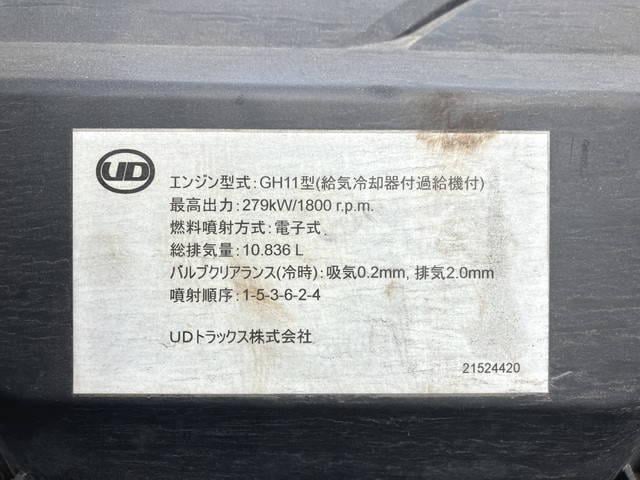 UD
エンジン型式:GH11型(給気冷却器付過給機付)
最高出力:279kW/1800 r.p.m.
燃料噴射方式:電子式
総排気量:10.836 L
バルブクリアランス(冷時):吸気0.2mm, 排気2.0mm
噴射順序:1-5-3-6-2-4
UDトラックス株式会社
21524420